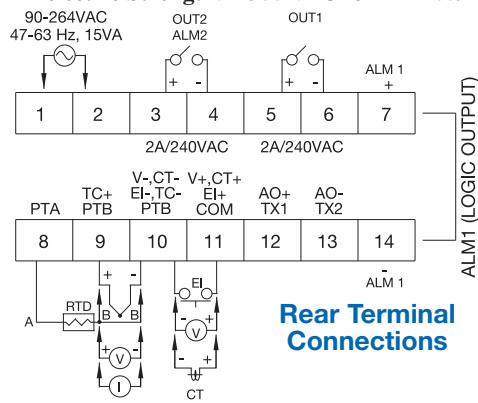 90-264VAC
47-63 Hz, 15VA
OUT2
ALM2
OUT1
+ -
+ -
ALM 1
+
1 2 3 4 5 6 7
2A/240VAC 2A/240VAC
ALM1 (LOGIC OUTPUT)
PTA
TC+
PTB
V-,CT-
EI-,TC-
PTB
V+,CT+
EI+
COM
AO+
TX1
AO-
TX2
8 9 10 11 12 13 14
-
ALM 1
+ -
EI
RTD
A B B
- V +
+ V -
- +
I
CT
Rear Terminal
Connections